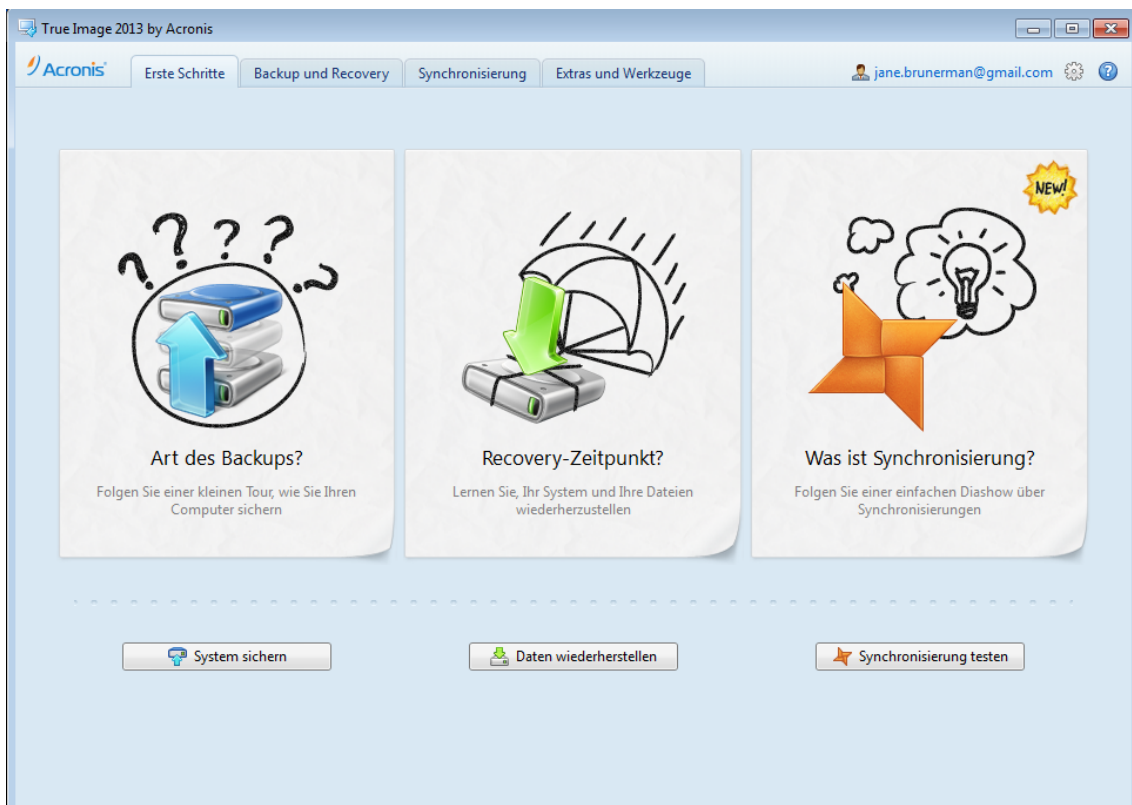 True Image 2013 by Acronis
Acronis
Erste Schritte
Backup und Recovery
Synchronisierung
Extras und Werkzeuge
jane.brunerman@gmail.com
NEW!
Art des Backups?
Folgen Sie einer kleinen Tour, wie Sie Ihren
Computer sichern
Recovery-Zeitpunkt?
Lernen Sie, Ihr System und Ihre Dateien
wiederherzustellen
Was ist Synchronisierung?
Folgen Sie einer einfachen Diashow über
Synchronisierungen
System sichern
Daten wiederherstellen
Synchronisierung testen